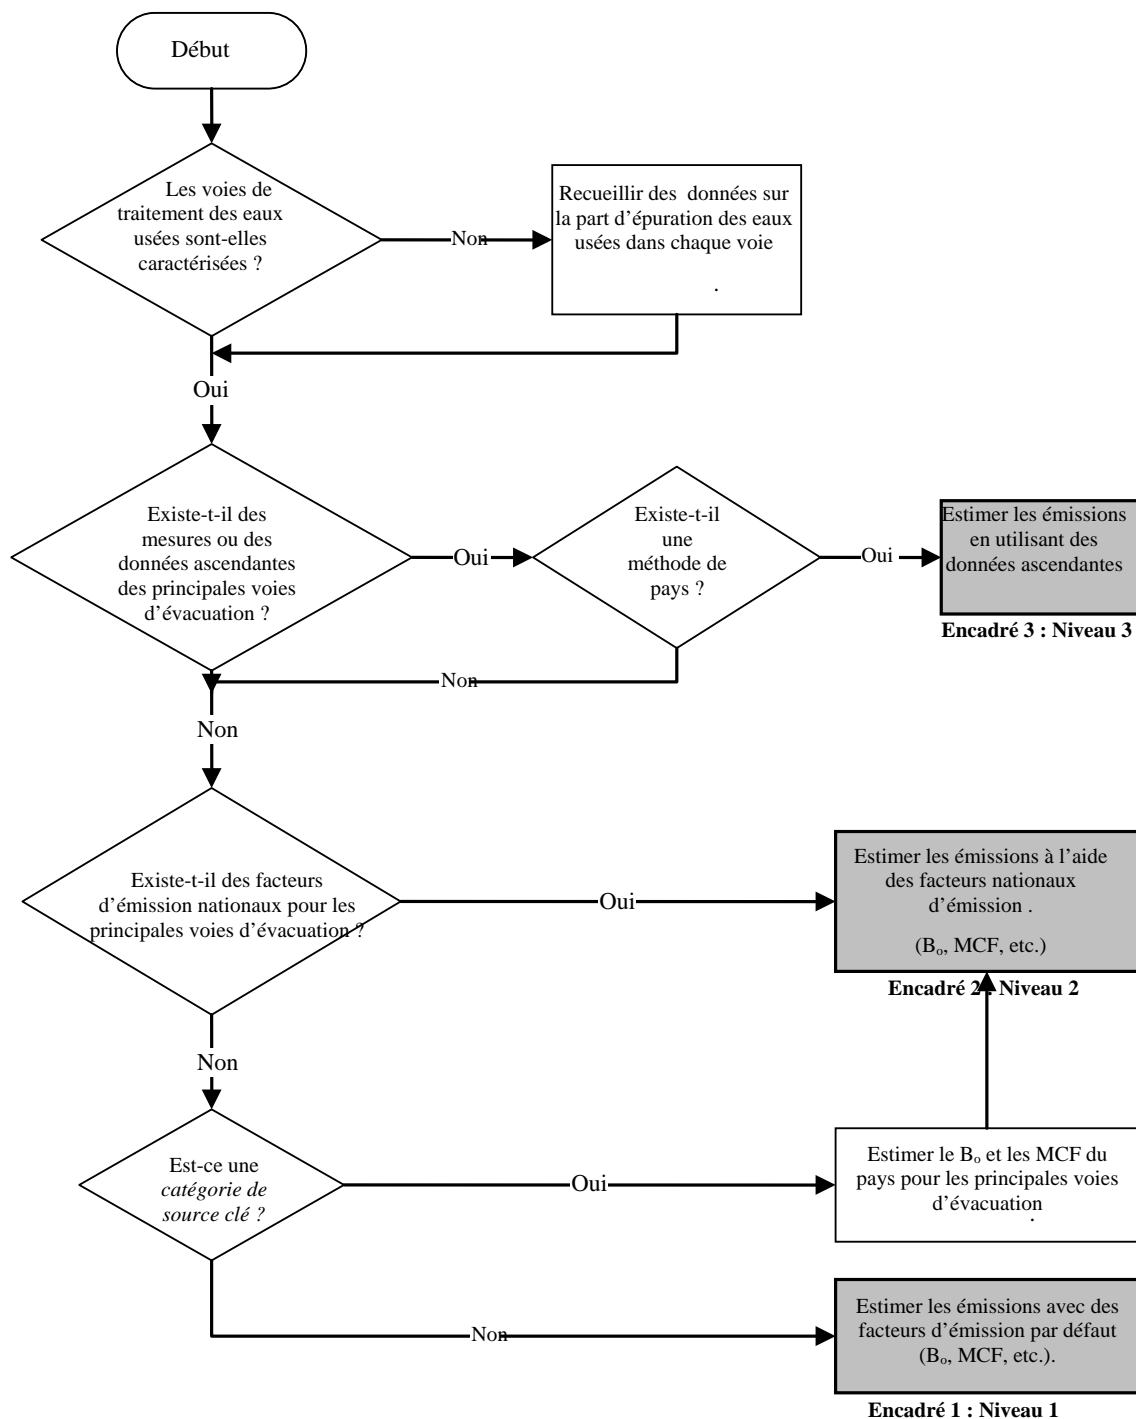 Début
Les voies de
traitement des eaux
usées sont-elles
caractérisées ?
Non
Recueillir des données sur
la part d’épuration des eaux
usées dans chaque voie
.
Oui
Existe-t-il des
mesures ou des
données ascendantes
des principales voies
d’évacuation ?
Oui
Existe-t-il
une
méthode de
pays ?
Oui
Estimer les émissions
en utilisant des
données ascendantes
Encadré 3 : Niveau 3
Non
Non
Existe-t-il des facteurs
d’émission nationaux pour les
principales voies d’évacuation ?
Oui
Estimer les émissions à l’aide
des facteurs nationaux
d’émission .
(Bo, MCF, etc.)
Encadré 2 : Niveau 2
Non
Est-ce une
catégorie de
source clé ?
Oui
Estimer le Bo et les MCF du
pays pour les principales voies
d’évacuation
.
Non
Estimer les émissions avec des
facteurs d’émission par défaut
(Bo, MCF, etc.).
Encadré 1 : Niveau 1